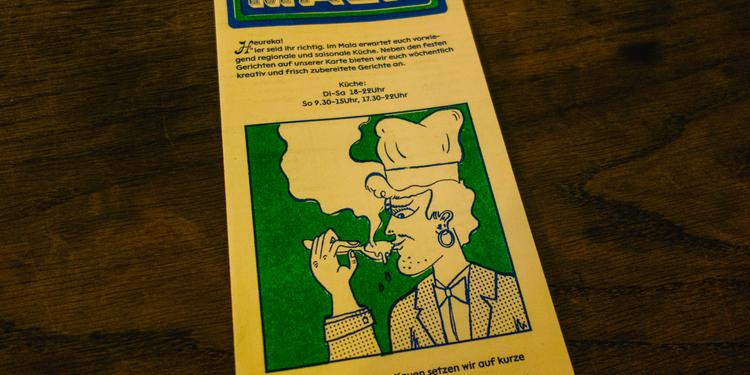 MALA
Heureka!
Hier seid ihr richtig. Im Mala erwartet euch vorwie-
gend regionale und saisonale Küche. Neben den festen
Gerichten auf unserer Karte bieten wir euch wöchentlich
kreativ und frisch zubereitete Gerichte an.
Küche:
Di-Sa 18-22Uhr
So 9.30-15Uhr, 17.30-22Uhr
setzen wir auf kurze